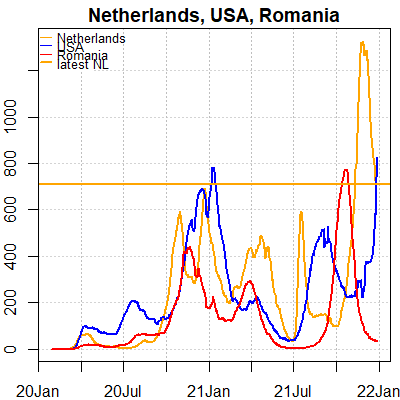 Netherlands, USA, Romania
Netherlands
USA
Romania
latest NL
1000
800
600
400
200
0
20Jan 20Jul 21Jan 21Jul 22Jan